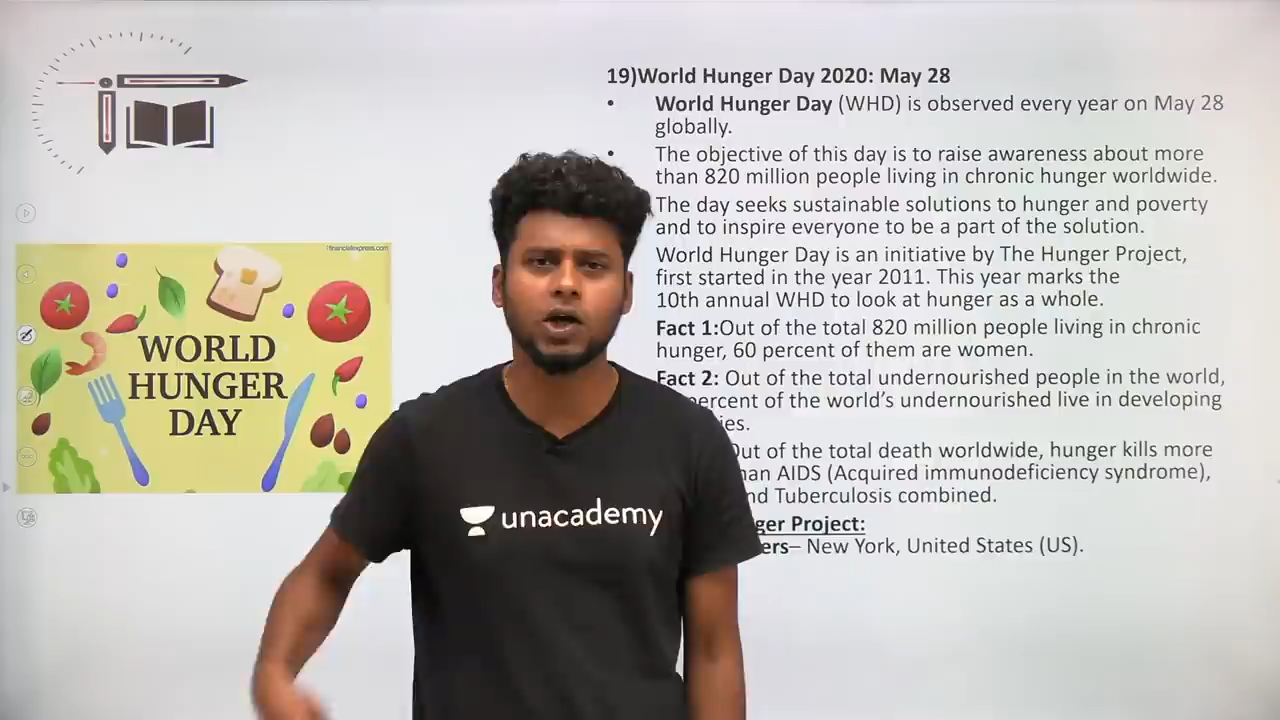 19)World Hunger Day 2020: May 28
• World Hunger Day (WHD) is observed every year on May 28
globally.
• The objective of this day is to raise awareness about more
than 820 million people living in chronic hunger worldwide.
The day seeks sustainable solutions to hunger and poverty
and to inspire everyone to be a part of the solution.
World Hunger Day is an initiative by The Hunger Project,
first started in the year 2011. This year marks the
10th annual WHD to look at hunger as a whole.
Fact 1:Out of the total 820 million people living in chronic
hunger, 60 percent of them are women.
Fact 2: Out of the total undernourished people in the world,
percent of the world’s undernourished live in developing
ies.
Out of the total death worldwide, hunger kills more
an AIDS (Acquired immunodeficiency syndrome),
nd Tuberculosis combined.
ger Project:
ers– New York, United States (US).
financialexpress.com
WORLD
HUNGER
DAY
unacademy